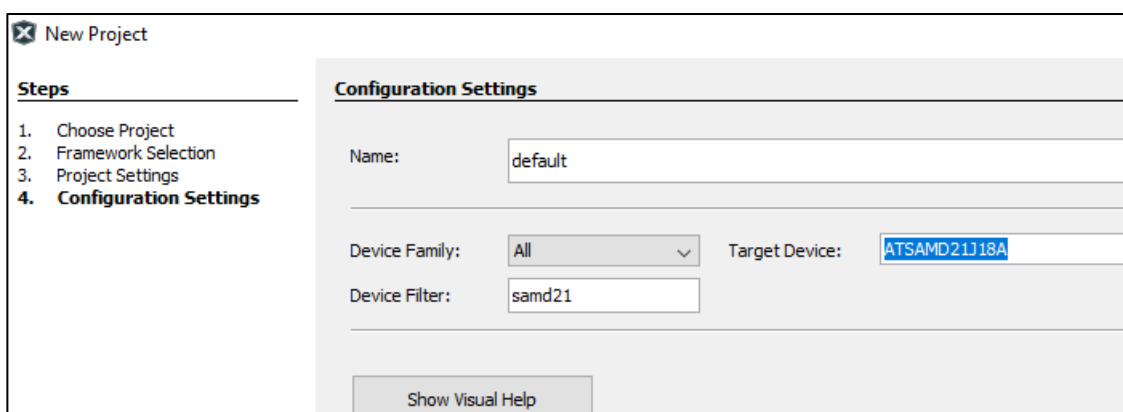 New Project
Steps
1. Choose Project
2. Framework Selection
3. Project Settings
4. Configuration Settings
Configuration Settings
Name: default
Device Family: All Target Device: ATSAMD21J18A
Device Filter: samd21
Show Visual Help